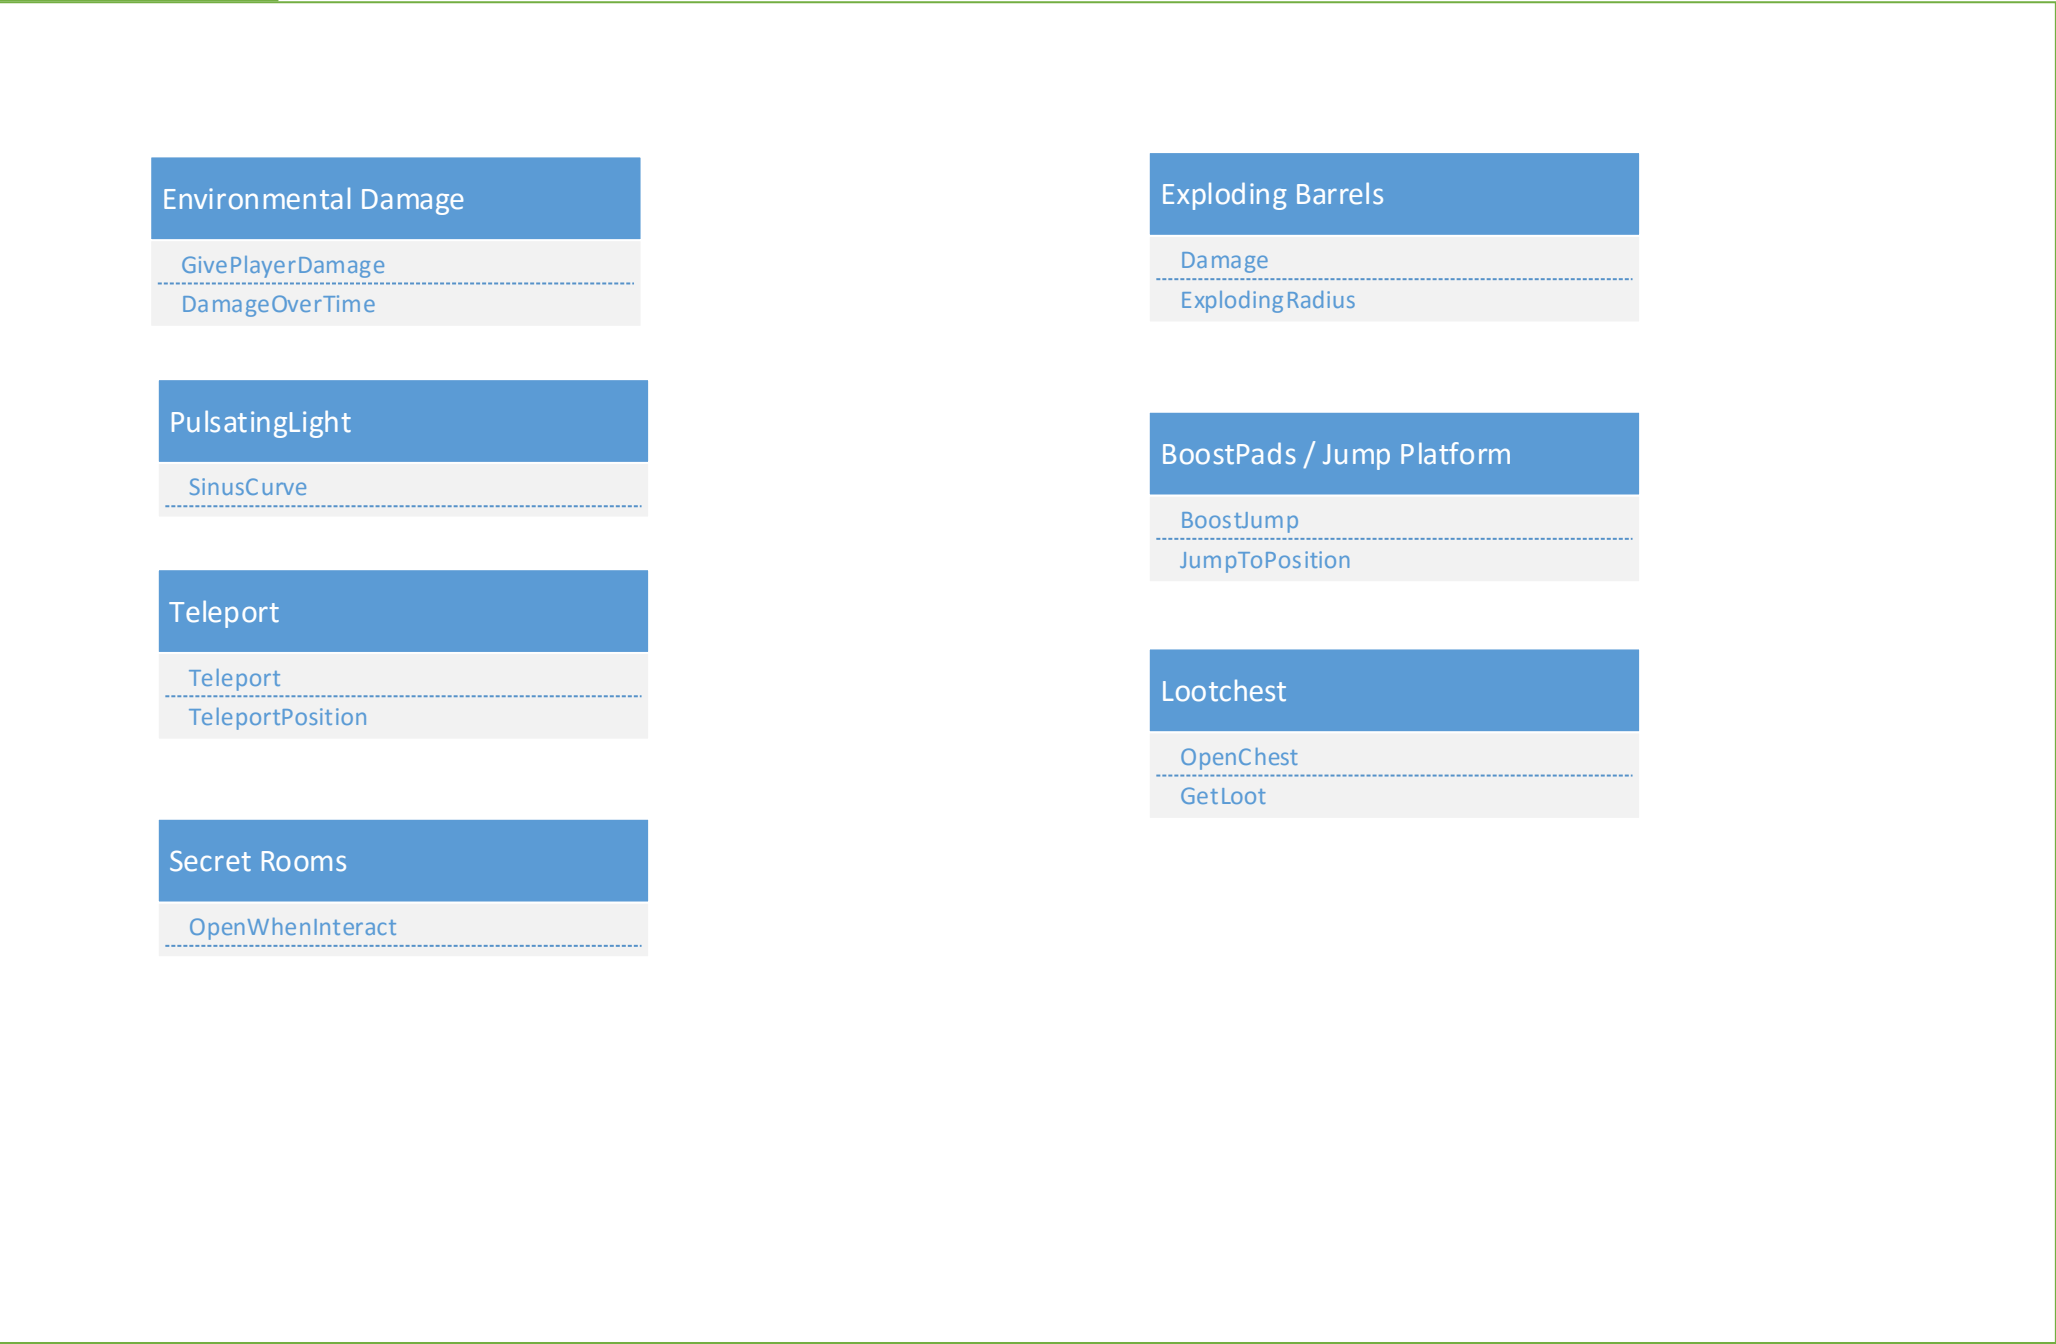 Environmental Damage
GivePlayerDamage
DamageOverTime
PulsatingLight
SinusCurve
Teleport
Teleport
TeleportPosition
Secret Rooms
OpenWhenInteract
Exploding Barrels
Damage
ExplodingRadius
BoostPads / Jump Platform
BoostJump
JumpToPosition
Lootchest
OpenChest
GetLoot